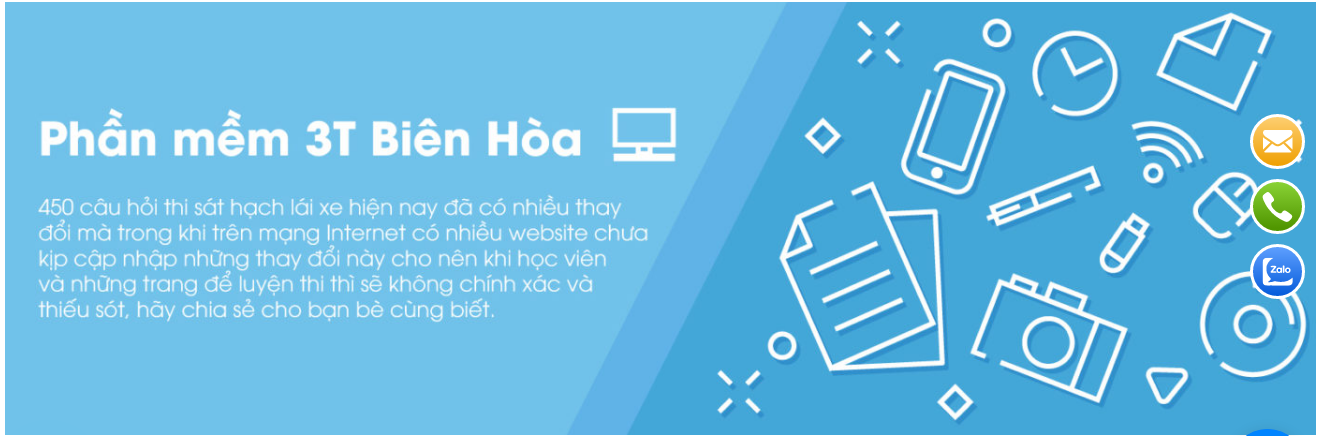 Phần mềm 3T Biên Hòa
450 câu hỏi thi sát hạch lái xe hiện nay đã có nhiều thay
đổi mà trong khi trên mạng Internet có nhiều website chưa
kịp cập nhập những thay đổi này cho nên khi học viên
và những trang để luyện thi thì sẽ không chính xác và
thiếu sót, hãy chia sẻ cho bạn bè cùng biết.
Zalo